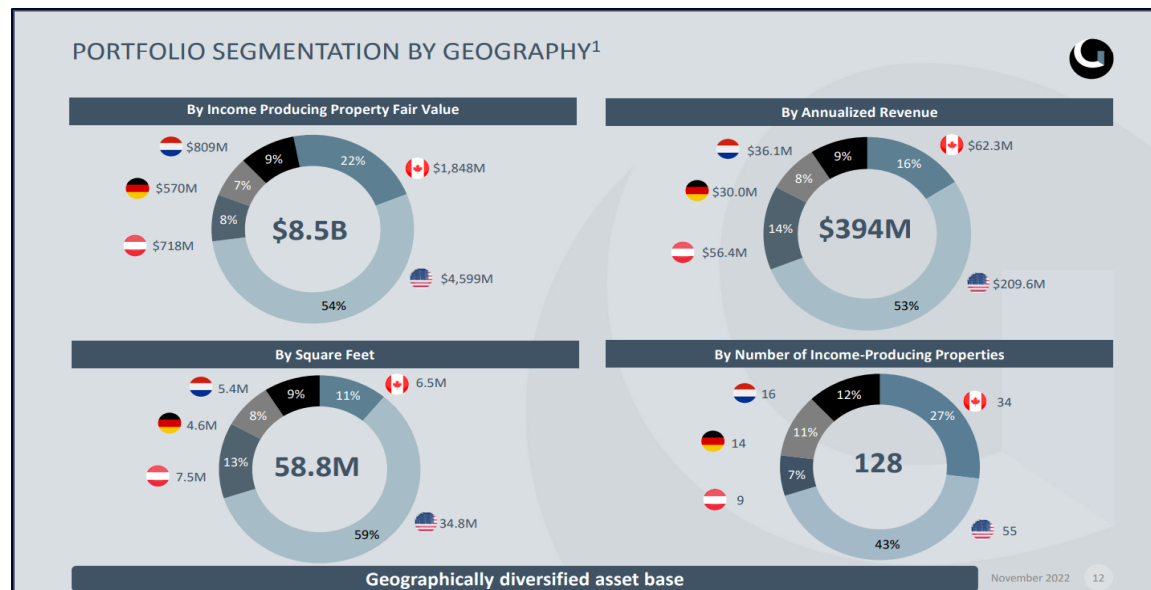 PORTFOLIO SEGMENTATION BY GEOGRAPHY1
By Income Producing Property Fair Value
$809M
9%
22%
$1,848M
$570M
7%
8%
$8.5B
$718M
$4,599M
54%
By Annualized Revenue
$36.1M
9%
16%
$62.3M
$30.0M
8%
14%
$394M
$56.4M
$209.6M
53%
By Square Feet
5.4M
9%
11%
6.5M
4.6M
8%
13%
58.8M
7.5M
34.8M
59%
By Number of Income-Producing Properties
16
12%
27%
34
14
11%
7%
128
9
55
43%
Geographically diversified asset base
November 2022 12